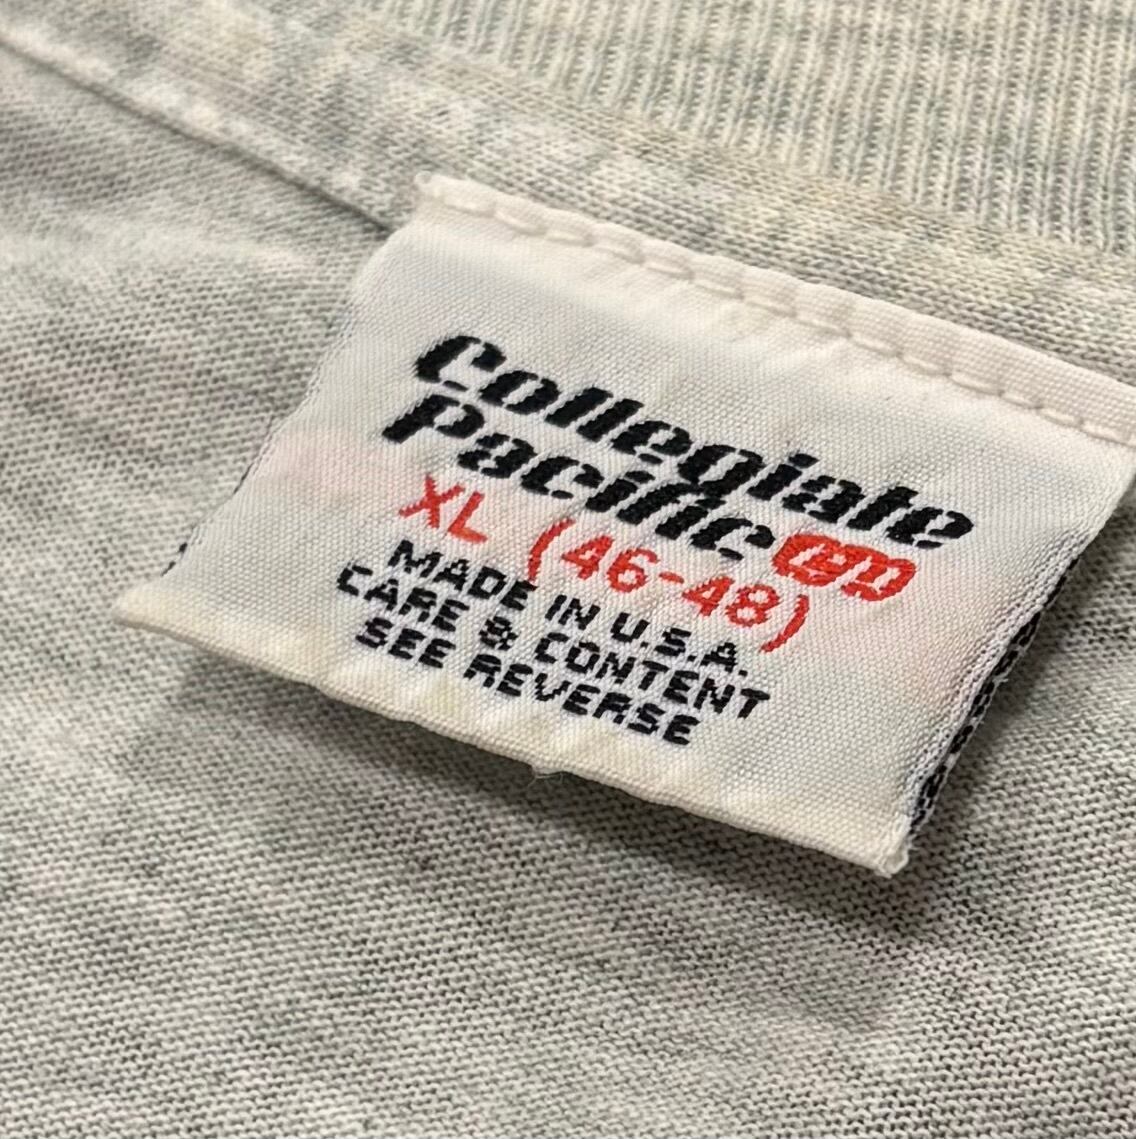 Collegiate
Pacific
XL (46-48)
MADE IN U.S.A.
CARE & CONTENT
SEE REVERSE